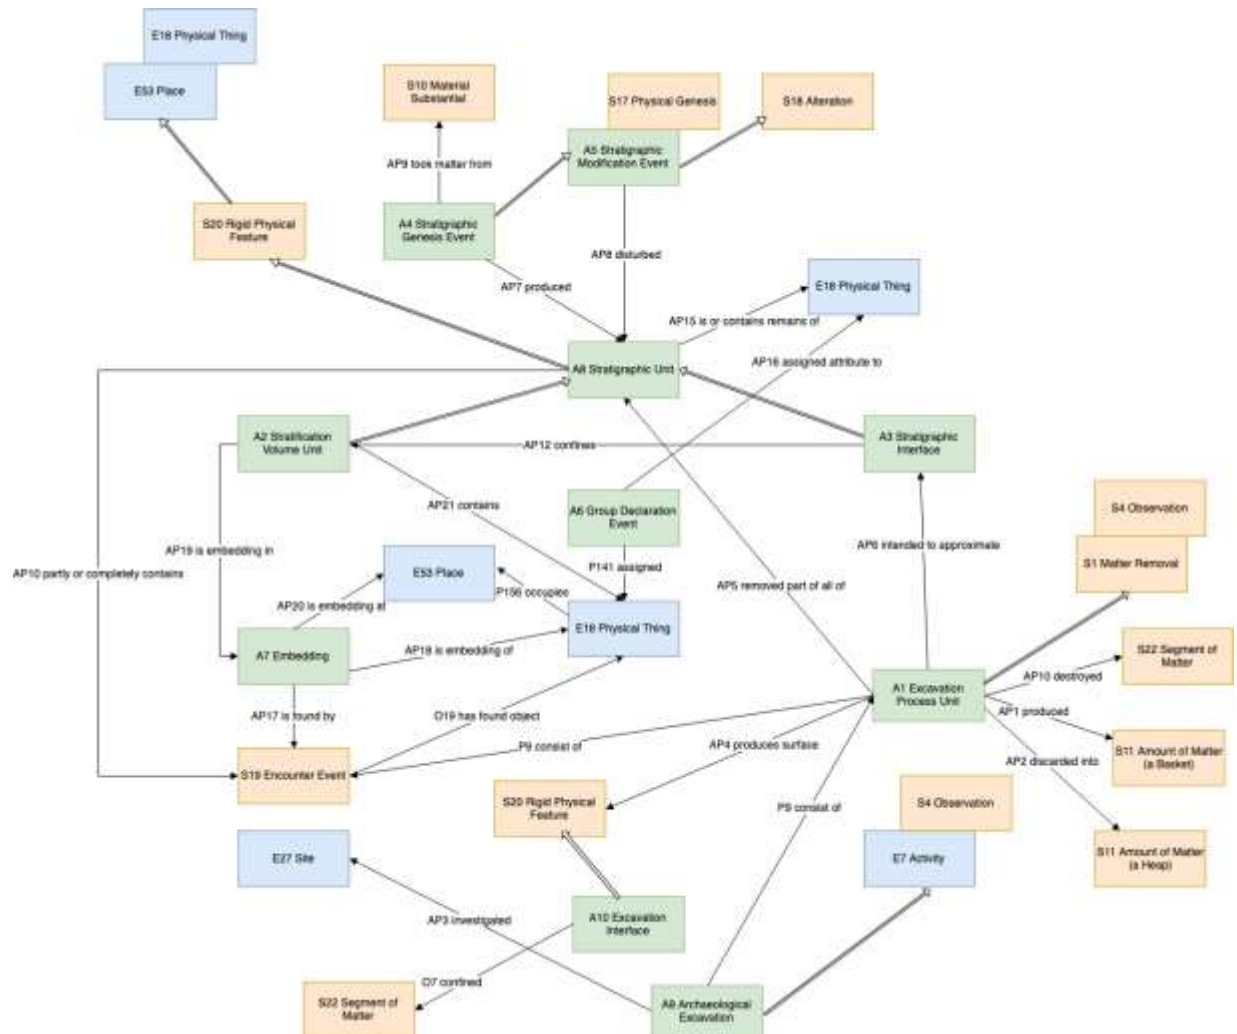 E18 Physical Thing
E53 Place
S10 Material
Substantial
S17 Physical Genesis
S18 Alteration
A5 Stratigraphic
Modification Event
AP9 took matter from
S20 Rigid Physical
Feature
A4 Stratigraphic
Genesis Event
AP8 disturbed
AP7 produced
E18 Physical Thing
AP15 is or contains remains of
AP16 assigned attribute to
A8 Stratigraphic Unit
A2 Stratification
Volume Unit
AP12 confines
A3 Stratigraphic
Interface
AP21 contains
A6 Group Declaration
Event
S4 Observation
AP19 is embedding in
AP6 intended to approximate
S1 Matter Removal
AP10 partly or completely contains
E53 Place
P141 assigned
AP5 removed part of all of
AP20 is embedding at
P156 occupies
E18 Physical Thing
A7 Embedding
AP18 is embedding of
S22 Segment of
Matter
A1 Excavation
Process Unit
AP10 destroyed
AP17 is found by
O19 has found object
AP1 produced
P9 consist of
AP4 produces surface
S11 Amount of Matter
(a Basket)
AP2 discarded into
S19 Encounter Event
S20 Rigid Physical
Feature
S4 Observation
P9 consist of
E27 Site
E7 Activity
S11 Amount of Matter
(a Heap)
AP3 investigated
A10 Excavation
Interface
O7 confined
S22 Segment of
Matter
A9 Archaeological
Excavation